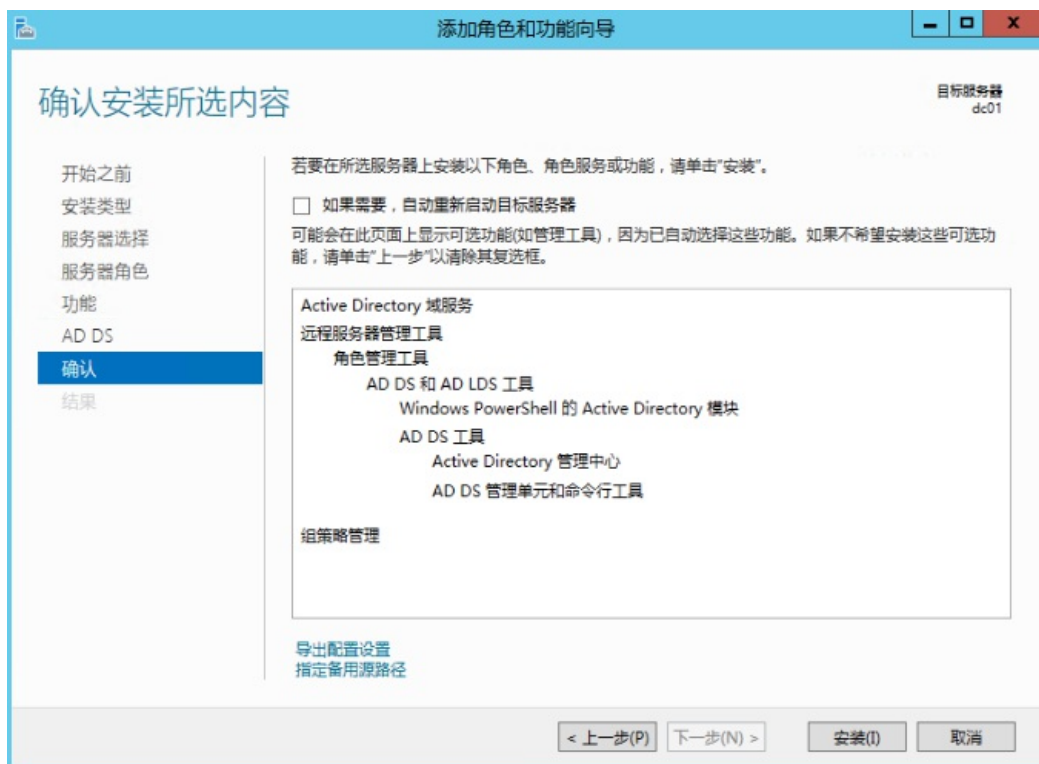 添加角色和功能向导
确认安装所选内容
目标服务器
dc01
开始之前
安装类型
服务器选择
服务器角色
功能
AD DS
确认
结果
若要在所选服务器上安装以下角色、角色服务或功能，请单击"安装"。
如果需要，自动重新启动目标服务器
可能会在此页面上显示可选功能(如管理工具)，因为已自动选择这些功能。如果不希望安装这些可选功
能，请单击"上一步"以清除其复选框。
Active Directory 域服务
远程服务器管理工具
角色管理工具
AD DS 和 AD LDS 工具
Windows PowerShell 的 Active Directory 模块
AD DS 工具
Active Directory 管理中心
AD DS 管理单元和命令行工具
组策略管理
导出配置设置
指定备用源路径
< 上一步(P)
下一步(N) >
安装(I)
取消